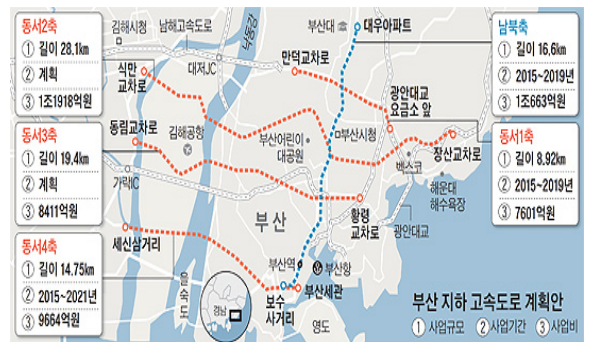 동서2축
① 길이 28.1km
② 계획
③ 1조1918억원
동서3축
① 길이 19.4km
② 계획
③ 8411억원
동서4축
① 길이 14.75km
② 2015~2021년
③ 9664억원
남북축
① 길이 16.6km
② 2015~2019년
③ 1조663억원
동서1축
① 길이 8.92km
② 2015~2019년
③ 7601억원
김해시청
남해고속도로
낙동강
부산대
대우아파트
식만
교차로
대저JC
만덕교차로
광안대교
요금소 앞
동림교차로
김해공항
부산어린이
대공원
부산시청
장산교차로
벡스코
가락IC
해운대
해수욕장
황령
교차로
광안대교
부산
세신삼거리
을숙도
부산역
부산항
보수
사거리
부산세관
경남
영도
부산 지하 고속도로 계획안
① 사업규모 ② 사업기간 ③ 사업비